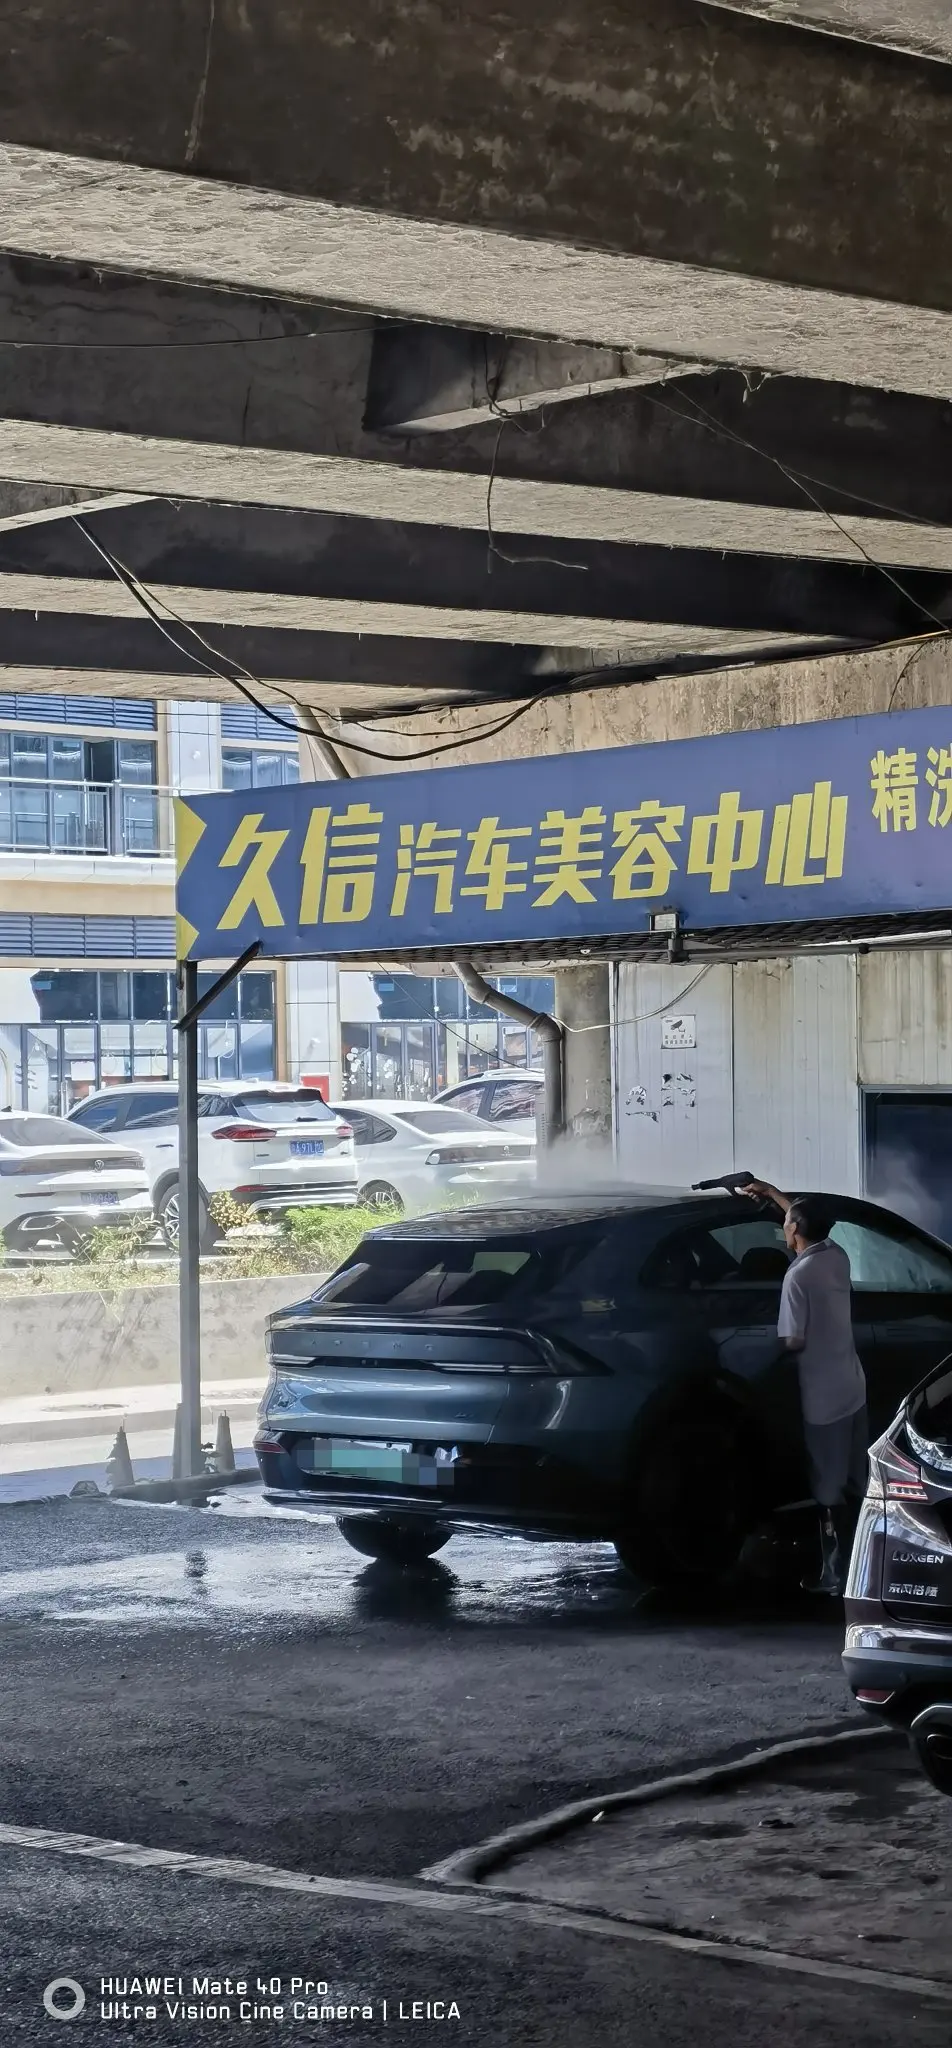 久信汽车美容中心
精洗
LUXGEN
东风裕隆
HUAWEI Mate 40 Pro
Ultra Vision Cine Camera | LEICA